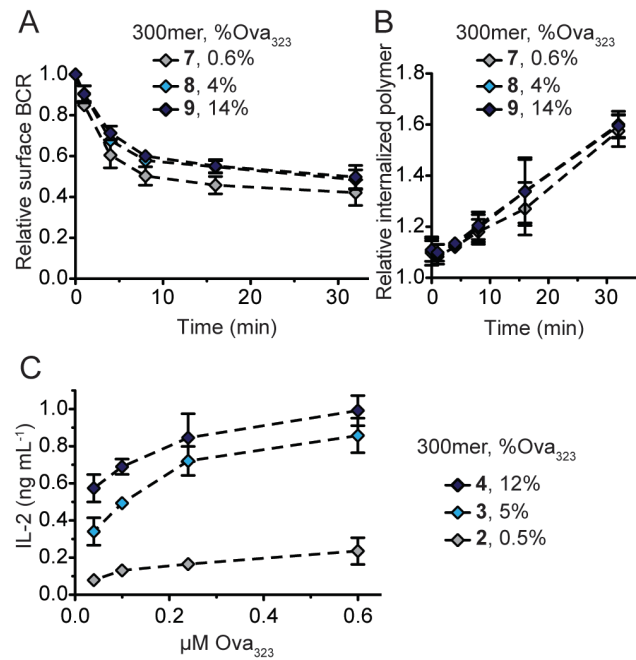 A
300mer, %Ova₃₂₃
7, 0.6%
8, 4%
9, 14%
Relative surface BCR
1.0
0.8
0.6
0.4
0.2
0.0
0 10 20 30
Time (min)
B
300mer, %Ova₃₂₃
7, 0.6%
8, 4%
9, 14%
Relative internalized polymer
1.8
1.6
1.4
1.2
1.0
0 10 20 30
Time (min)
C
IL-2 (ng mL⁻¹)
1.0
0.8
0.6
0.4
0.2
0.0
0.0 0.2 0.4 0.6
µM Ova₃₂₃
300mer, %Ova₃₂₃
4, 12%
3, 5%
2, 0.5%